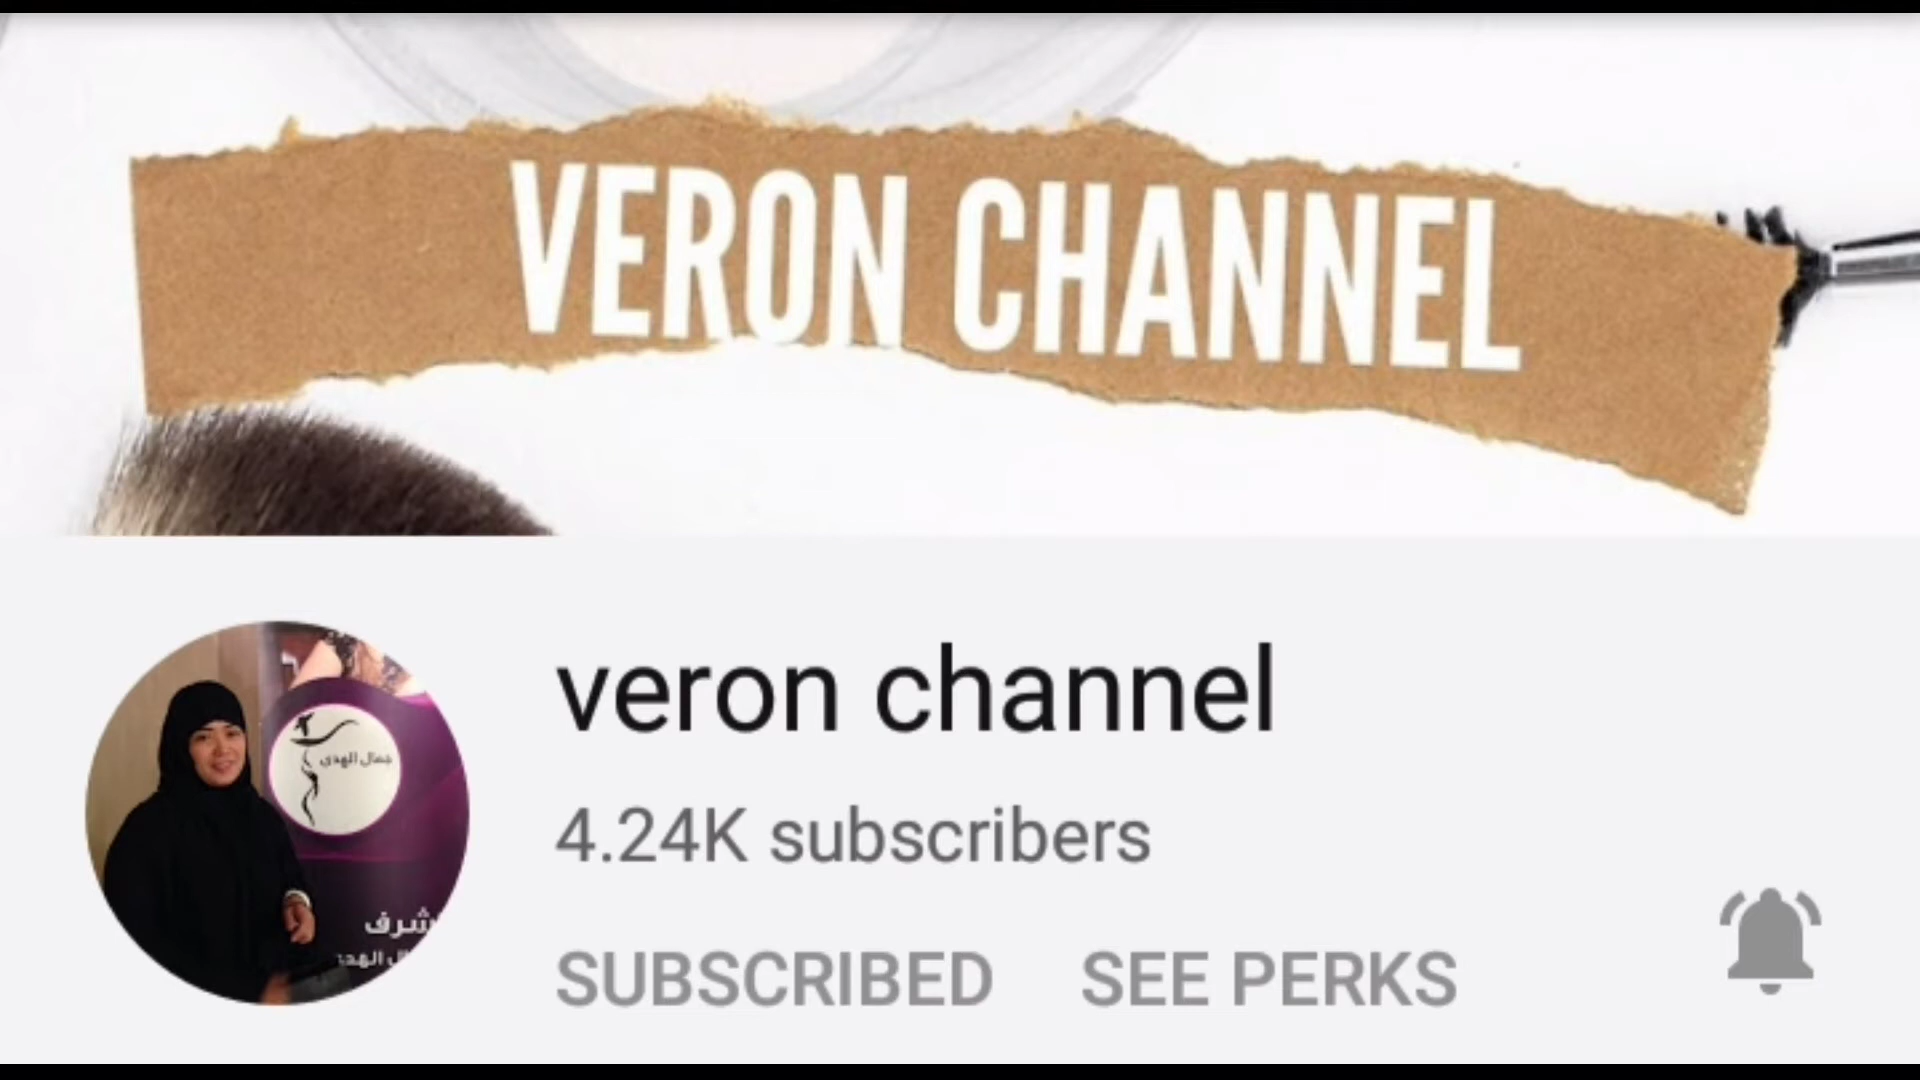 VERON CHANNEL
veron channel
4.24K subscribers
SUBSCRIBED SEE PERKS
جمال الهدى